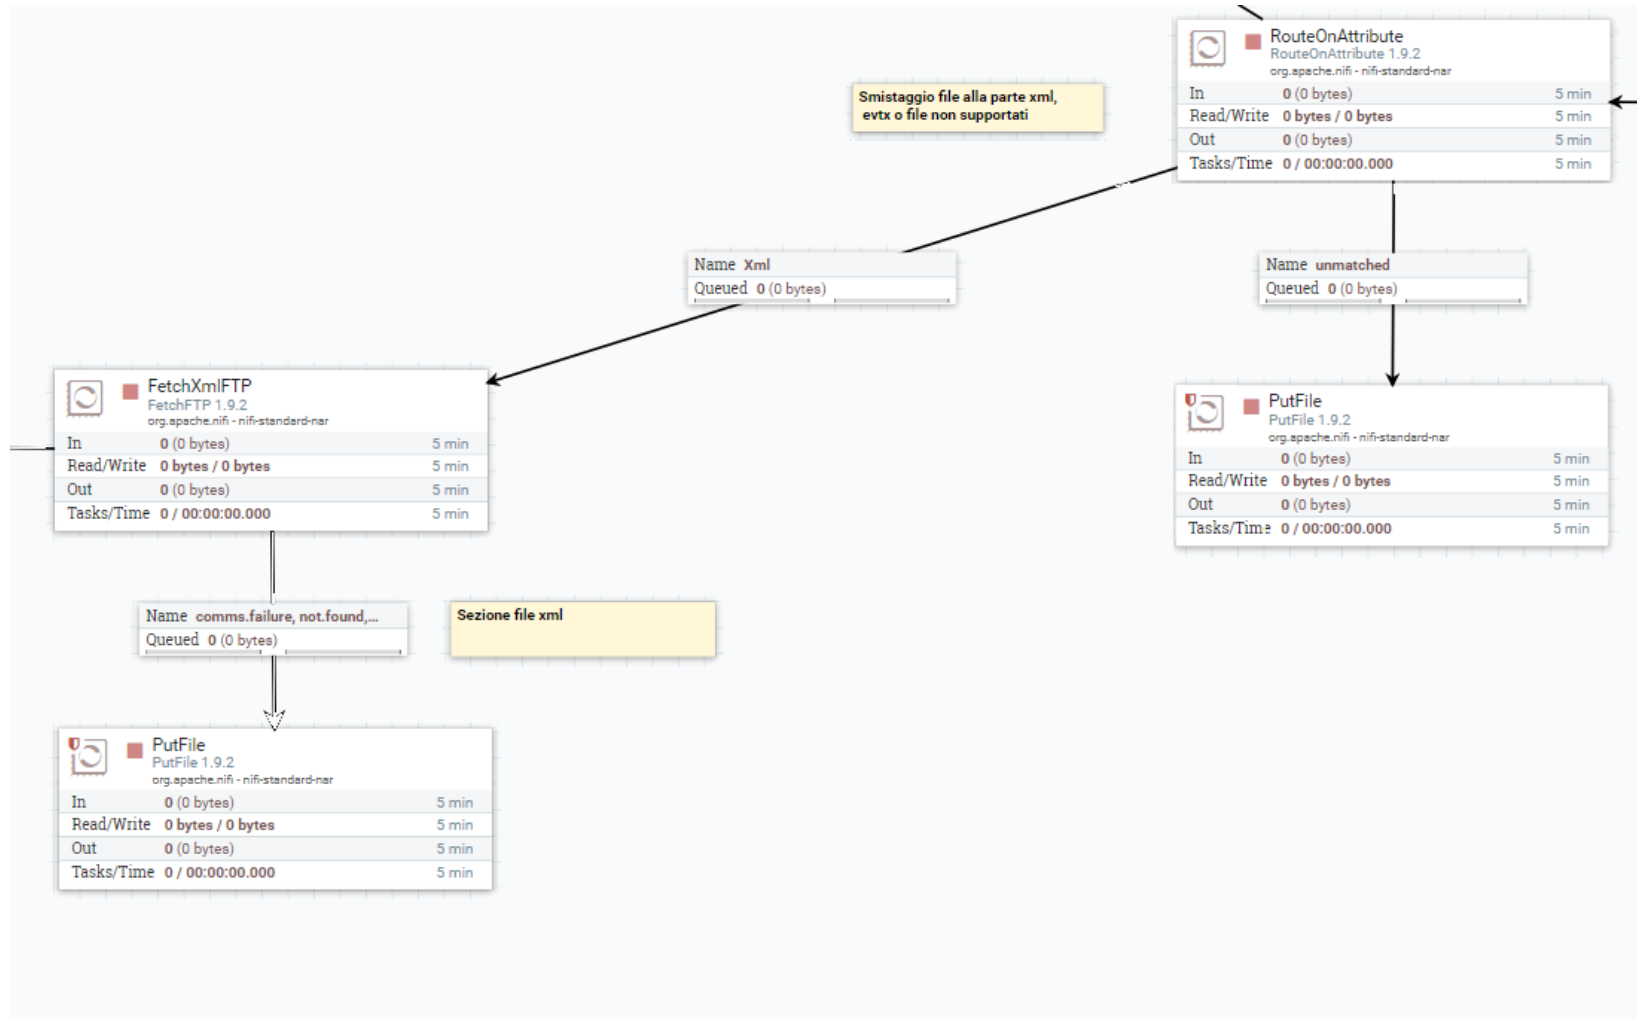 RouteOnAttribute
RouteOnAttribute 1.9.2
org.apache.nifi - nifi-standard-nar
In 0 (0 bytes) 5 min
Read/Write 0 bytes / 0 bytes 5 min
Out 0 (0 bytes) 5 min
Tasks/Time 0 / 00:00:00.000 5 min
Smistaggio file alla parte xml,
evtx o file non supportati
Name Xml
Queued 0 (0 bytes)
Name unmatched
Queued 0 (0 bytes)
FetchXmlFTP
FetchFTP 1.9.2
org.apache.nifi - nifi-standard-nar
In 0 (0 bytes) 5 min
Read/Write 0 bytes / 0 bytes 5 min
Out 0 (0 bytes) 5 min
Tasks/Time 0 / 00:00:00.000 5 min
PutFile
PutFile 1.9.2
org.apache.nifi - nifi-standard-nar
In 0 (0 bytes) 5 min
Read/Write 0 bytes / 0 bytes 5 min
Out 0 (0 bytes) 5 min
Tasks/Time 0 / 00:00:00.000 5 min
Name comms.failure, not.found,...
Queued 0 (0 bytes)
Sezione file xml
PutFile
PutFile 1.9.2
org.apache.nifi - nifi-standard-nar
In 0 (0 bytes) 5 min
Read/Write 0 bytes / 0 bytes 5 min
Out 0 (0 bytes) 5 min
Tasks/Time 0 / 00:00:00.000 5 min